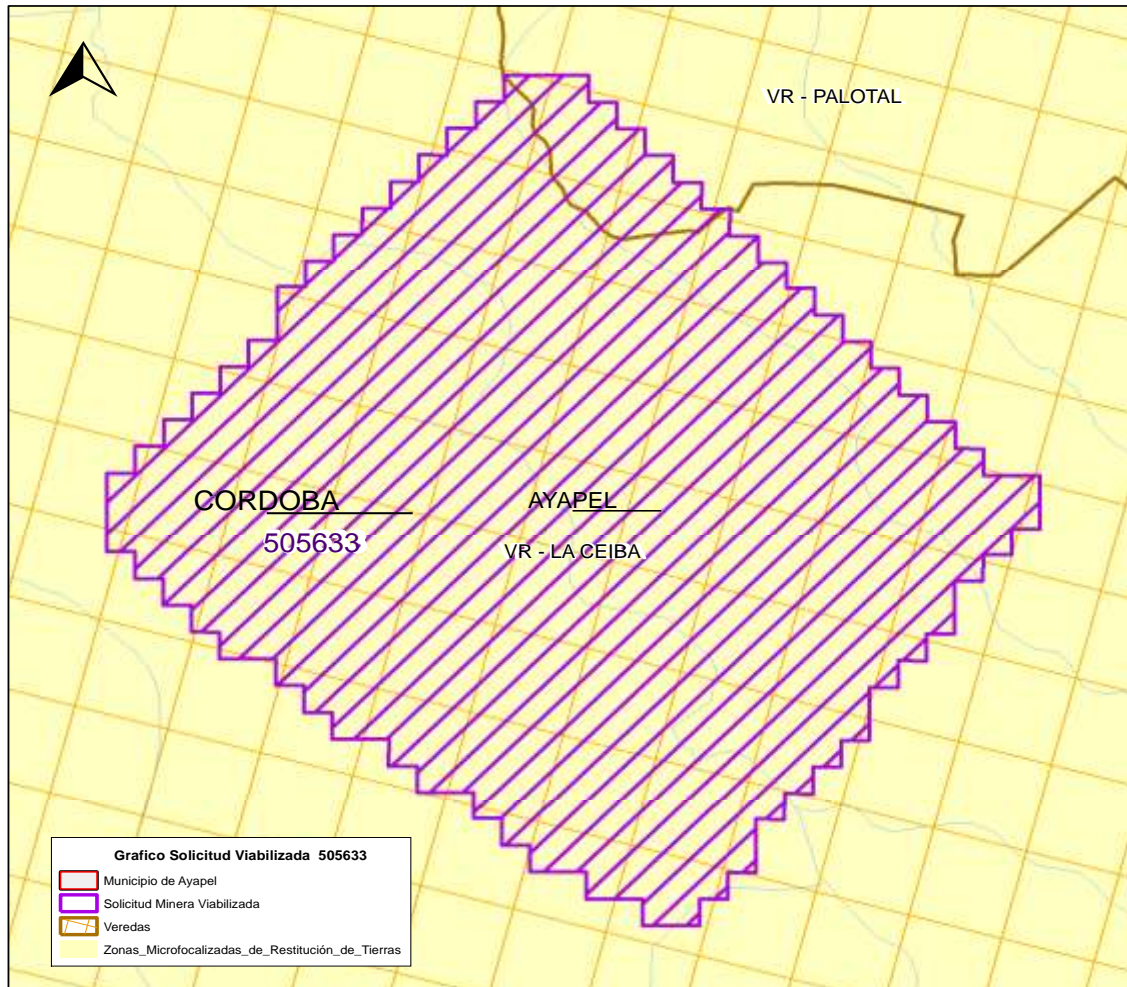 VR - PALOTAL
CORDOBA
AYAPEL
505633
VR - LA CEIBA
Grafico Solicitud Viabilizada 505633
Municipio de Ayapel
Solicitud Minera Viabilizada
Veredas
Zonas_Microfocalizadas_de_Restitución_de_Tierras